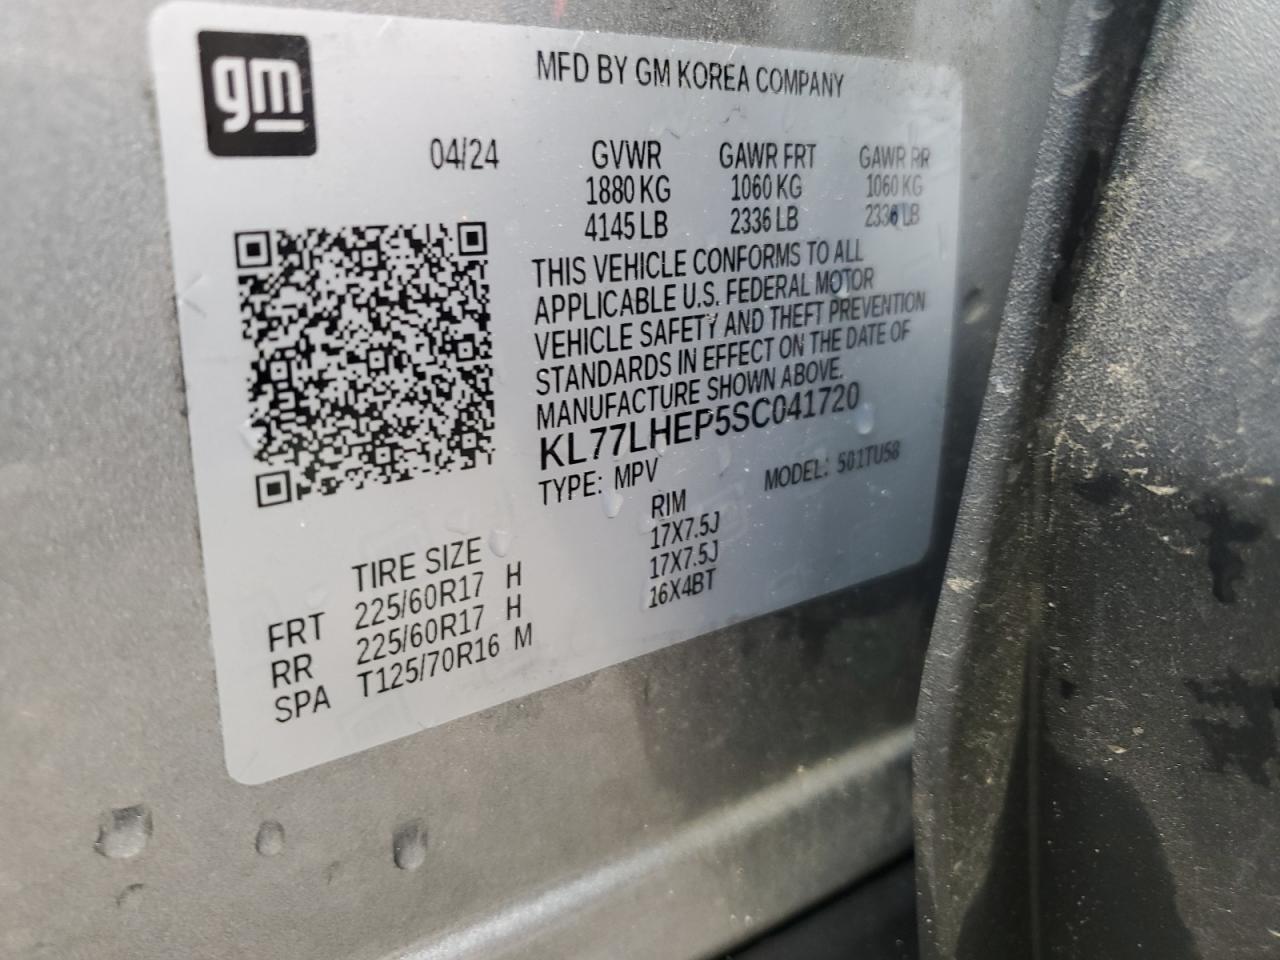 gm
MFD BY GM KOREA COMPANY
04/24 GVWR GAWR FRT GAWR RR
1880 KG 1060 KG 1060 KG
4145 LB 2336 LB 2336 LB
THIS VEHICLE CONFORMS TO ALL
APPLICABLE U.S. FEDERAL MOTOR
VEHICLE SAFETY AND THEFT PREVENTION
STANDARDS IN EFFECT ON THE DATE OF
MANUFACTURE SHOWN ABOVE.
KL77LHEP5SC041720
TYPE: MPV MODEL: 501TU58
TIRE SIZE RIM
FRT 225/60R17 H 17X7.5J
RR 225/60R17 H 17X7.5J
SPA T125/70R16 M 16X4BT